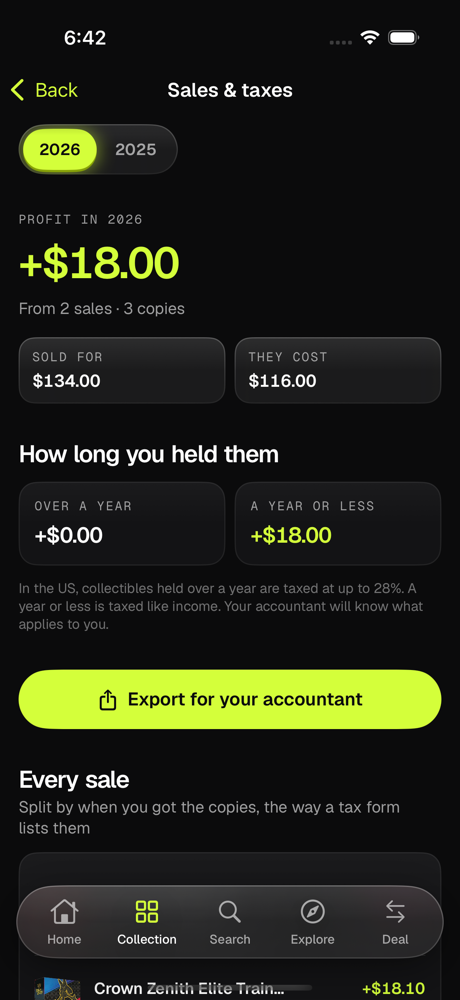 6:42
Back
Sales & taxes
2026
2025
PROFIT IN 2026
+$18.00
From 2 sales · 3 copies
SOLD FOR
$134.00
THEY COST
$116.00
How long you held them
OVER A YEAR
+$0.00
A YEAR OR LESS
+$18.00
In the US, collectibles held over a year are taxed at up to 28%. A
year or less is taxed like income. Your accountant will know what
applies to you.
Export for your accountant
Every sale
Split by when you got the copies, the way a tax form
lists them
Home
Collection
Search
Explore
Deal
Crown Zenith Elite Train...
+$18.10